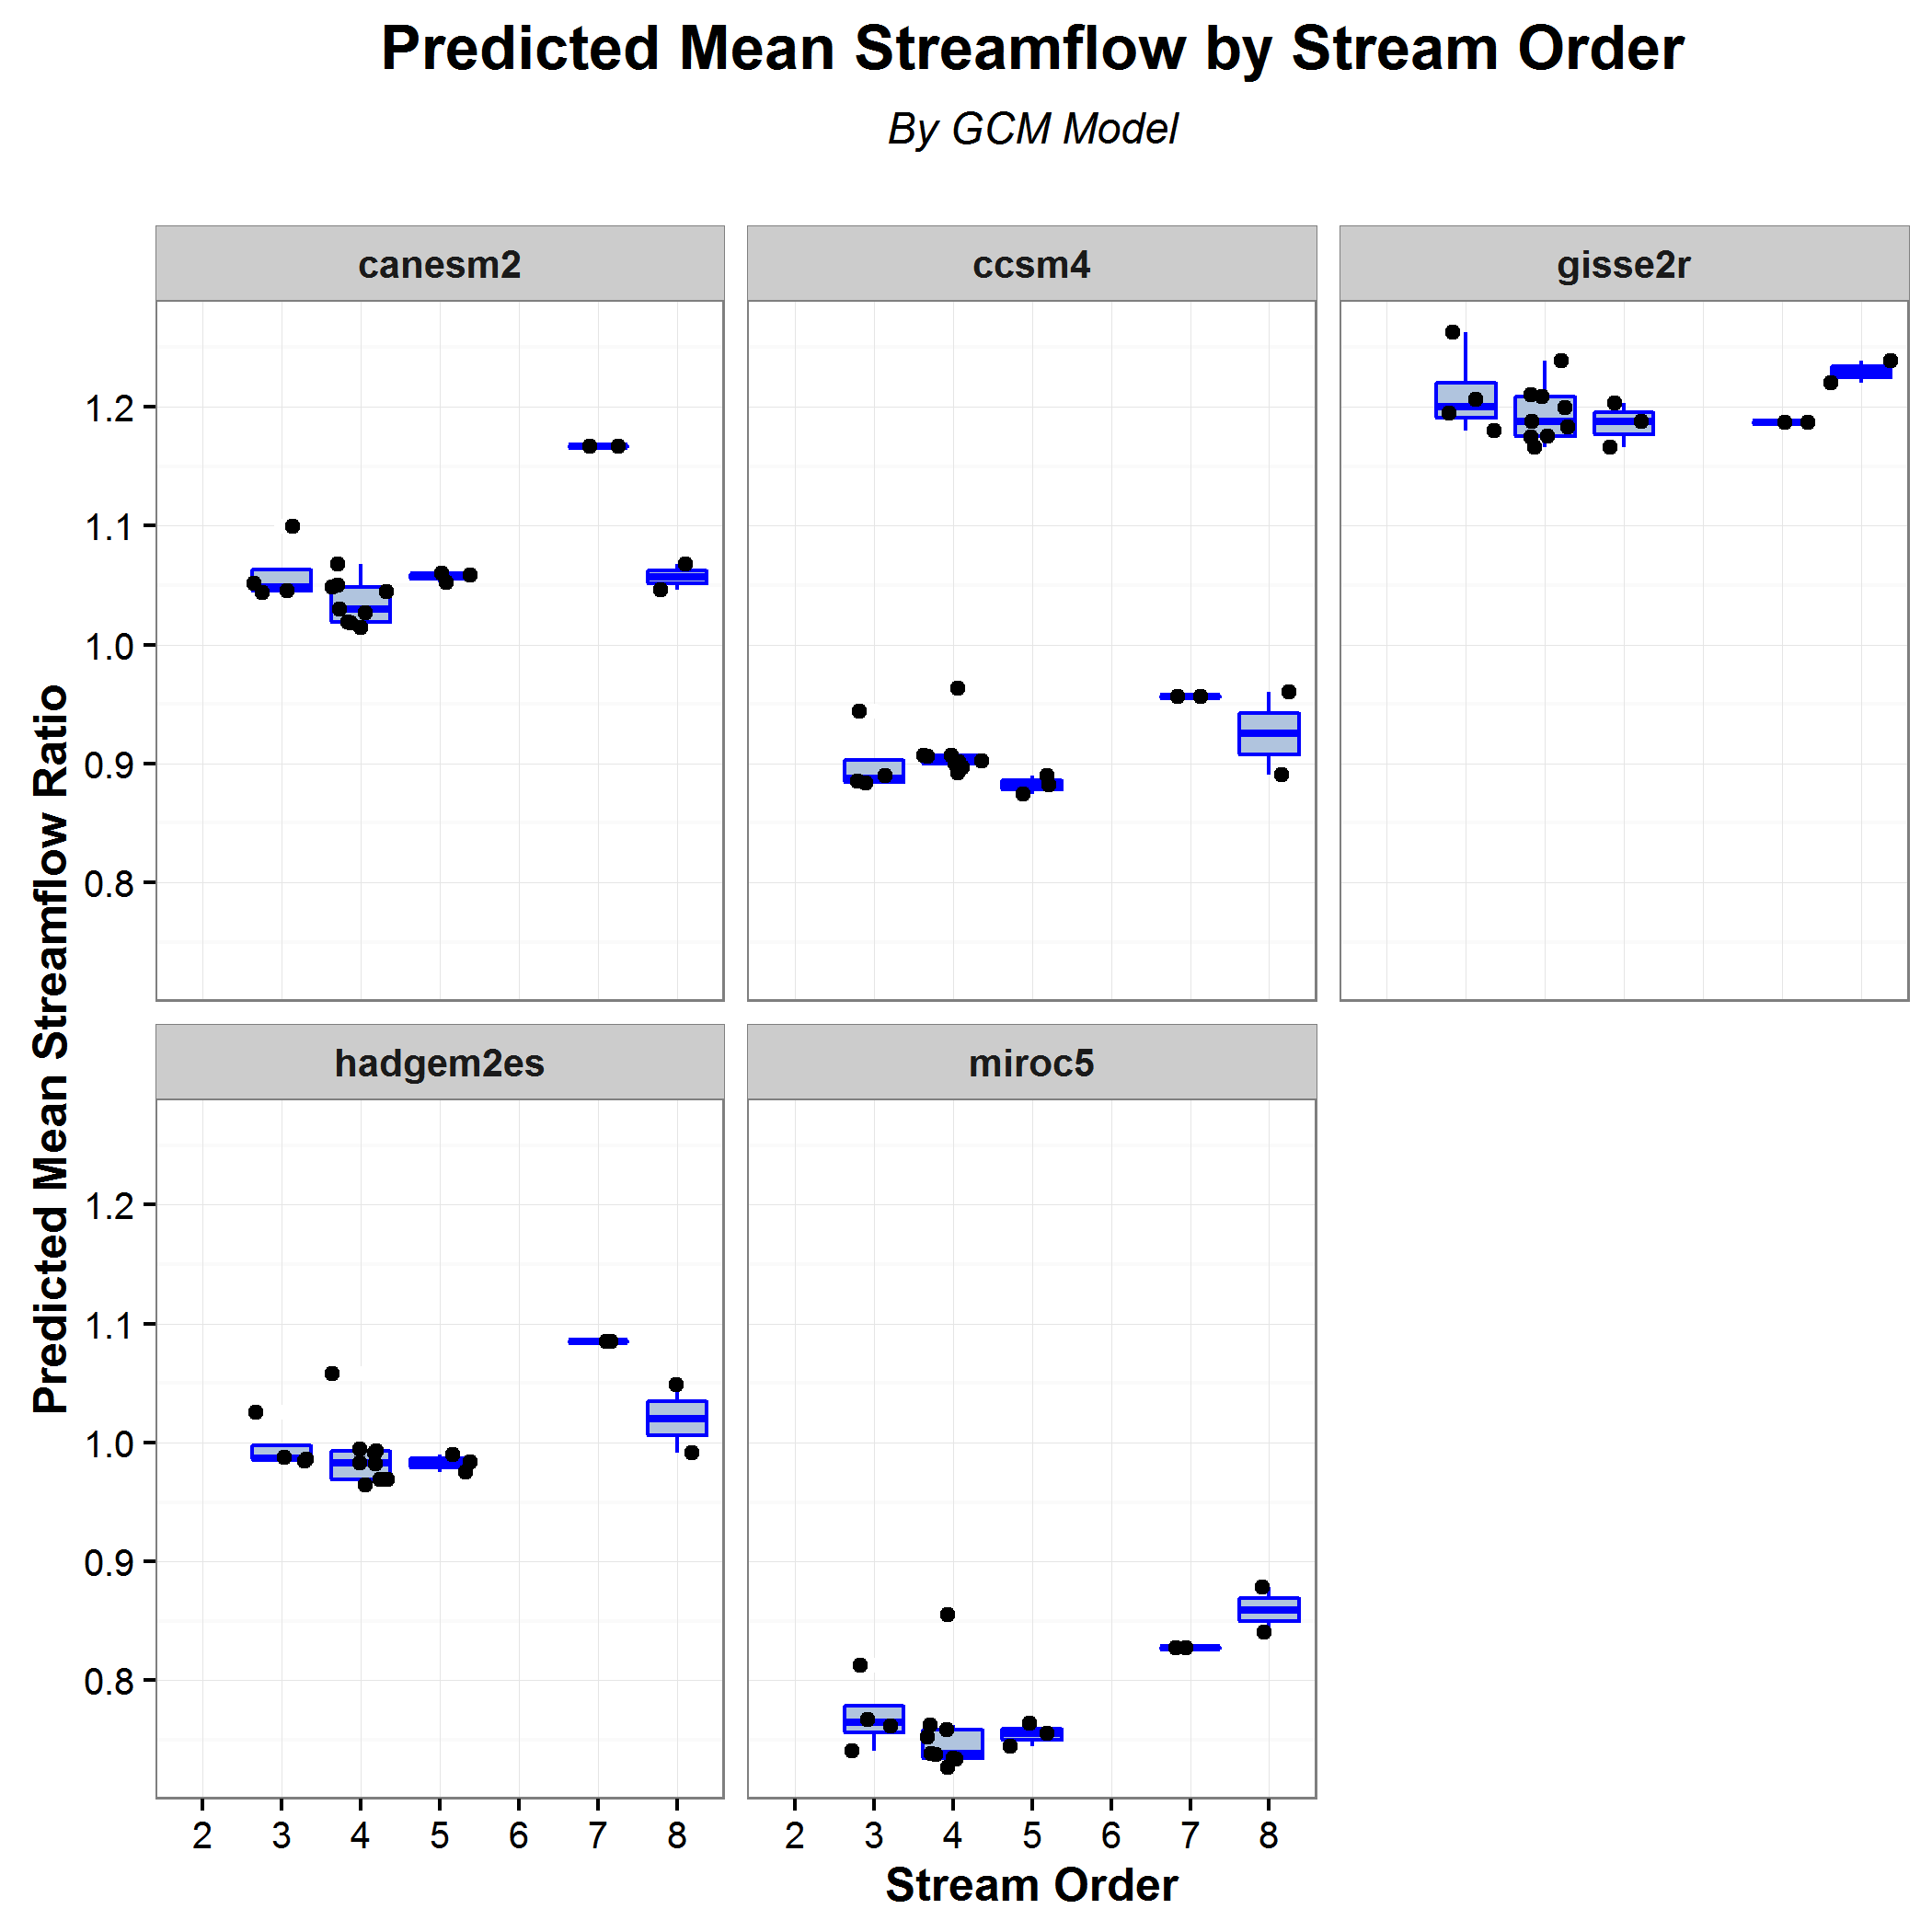 Predicted Mean Streamflow by Stream Order
By GCM Model
canesm2
ccsm4
gisse2r
1.2
1.1
1.0
0.9
0.8
Predicted Mean Streamflow Ratio
hadgem2es
miroc5
1.2
1.1
1.0
0.9
0.8
2 3 4 5 6 7 8
2 3 4 5 6 7 8
Stream Order